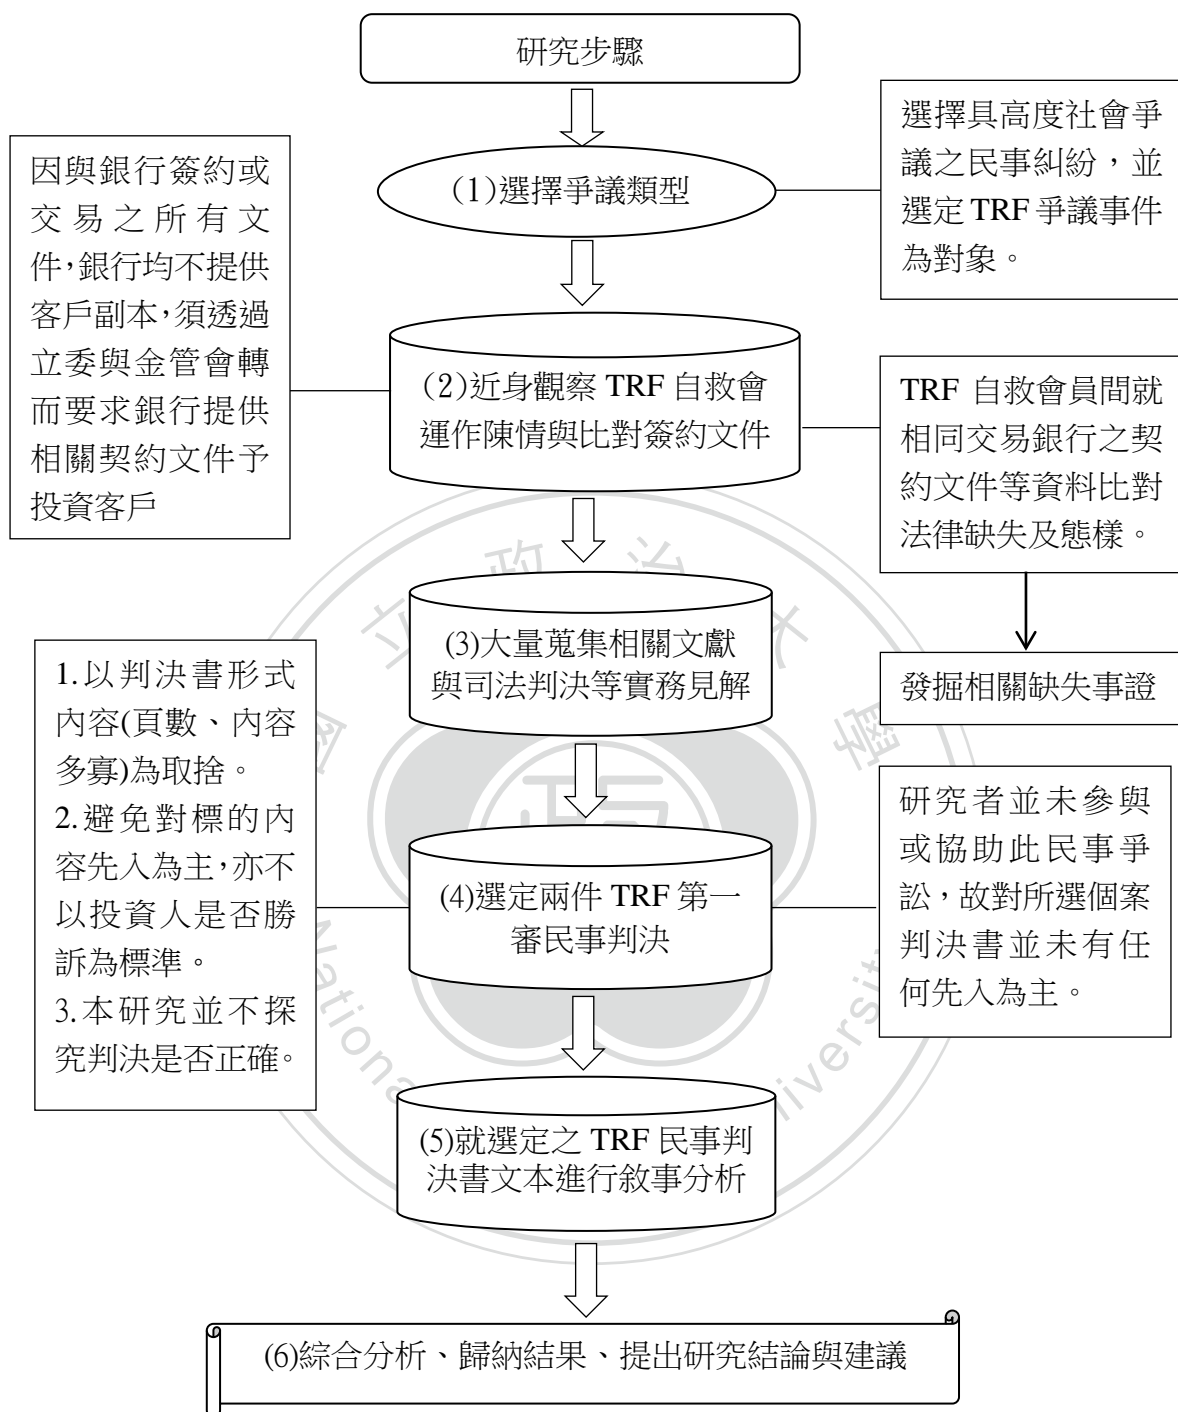 研究步驟
(1)選擇爭議類型
選擇具高度社會爭
議之民事糾紛，並
選定 TRF 爭議事件
為對象。
因與銀行簽約或
交易之所有文
件，銀行均不提供
客戶副本，須透過
立委與金管會轉
而要求銀行提供
相關契約文件予
投資客戶
(2)近身觀察 TRF 自救會
運作陳情與比對簽約文件
TRF 自救會員間就
相同交易銀行之契
約文件等資料比對
法律缺失及態樣。
發掘相關缺失事證
(3)大量蒐集相關文獻
與司法判決等實務見解
1.以判決書形式
內容(頁數、內容
多寡)為取捨。
2.避免對標的內
容先入為主，亦不
以投資人是否勝
訴為標準。
3.本研究並不探
究判決是否正確。
(4)選定兩件 TRF 第一
審民事判決
研究者並未參與
或協助此民事爭
訟，故對所選個案
判決書並未有任
何先入為主。
(5)就選定之 TRF 民事判
決書文本進行敘事分析
(6)綜合分析、歸納結果、提出研究結論與建議
立政治大學